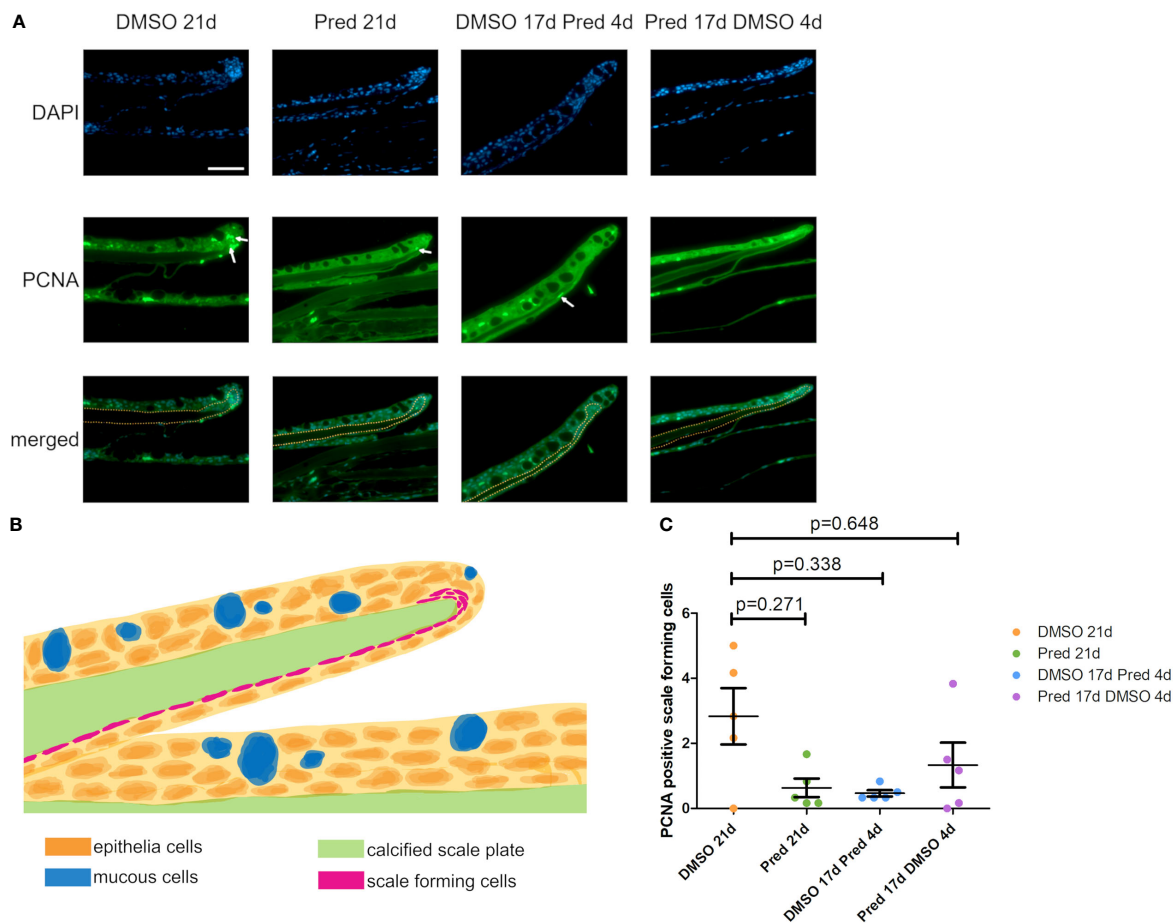 A
DMSO 21d
Pred 21d
DMSO 17d Pred 4d
Pred 17d DMSO 4d
DAPI
PCNA
merged
B
epithelia cells
mucous cells
calcified scale plate
scale forming cells
C
p=0.648
p=0.338
p=0.271
PCNA positive scale forming cells
6
4
2
0
DMSO 21d
Pred 21d
DMSO 17d Pred 4d
Pred 17d DMSO 4d
DMSO 21d
Pred 21d
DMSO 17d Pred 4d
Pred 17d DMSO 4d